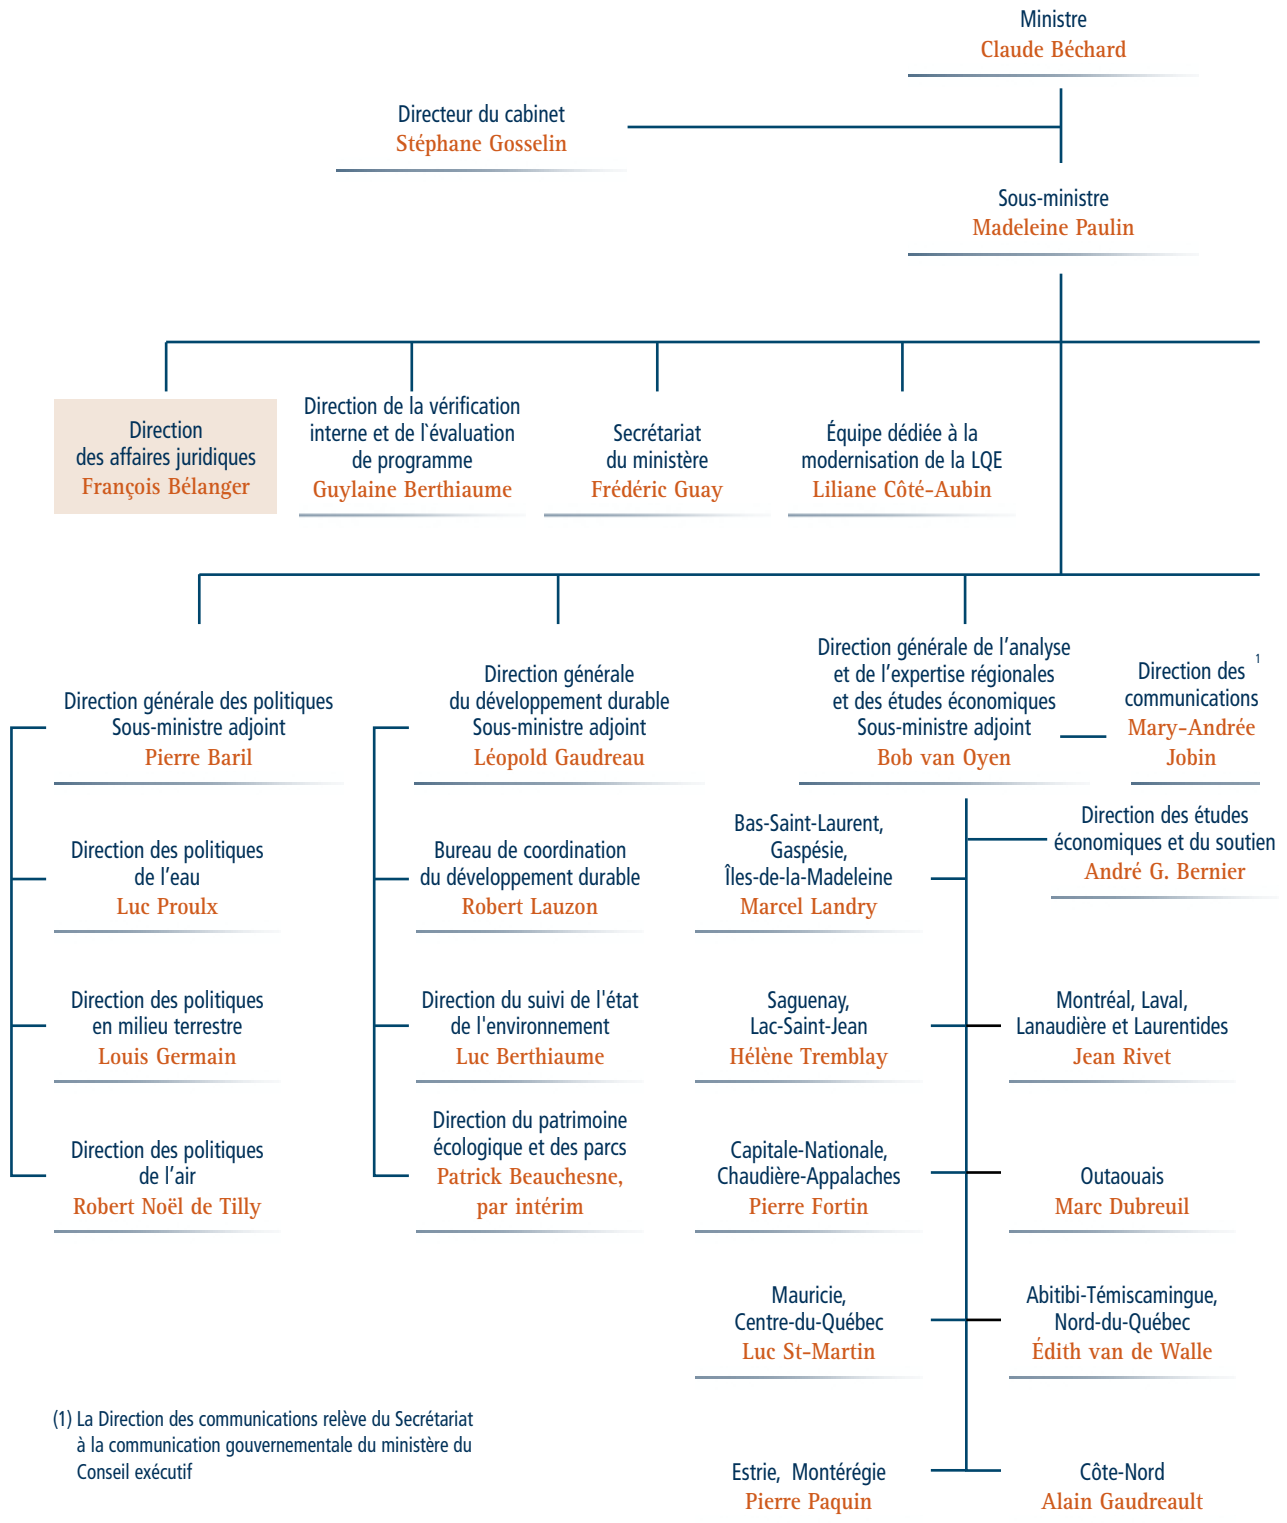 Ministre
Claude Béchard
Directeur du cabinet
Stéphane Gosselin
Sous-ministre
Madeleine Paulin
Direction
des affaires juridiques
François Bélanger
Direction de la vérification
interne et de l`évaluation
de programme
Guylaine Berthiaume
Secrétariat
du ministère
Frédéric Guay
Équipe dédiée à la
modernisation de la LQE
Liliane Côté-Aubin
Direction générale des politiques
Sous-ministre adjoint
Pierre Baril
Direction générale
du développement durable
Sous-ministre adjoint
Léopold Gaudreau
Direction générale de l’analyse
et de l’expertise régionales
et des études économiques
Sous-ministre adjoint
Bob van Oyen
Direction des 1
communications
Mary-Andrée
Jobin
Direction des politiques
de l’eau
Luc Proulx
Bureau de coordination
du développement durable
Robert Lauzon
Bas-Saint-Laurent,
Gaspésie,
Îles-de-la-Madeleine
Marcel Landry
Direction des études
économiques et du soutien
André G. Bernier
Direction des politiques
en milieu terrestre
Louis Germain
Direction du suivi de l'état
de l'environnement
Luc Berthiaume
Saguenay,
Lac-Saint-Jean
Hélène Tremblay
Montréal, Laval,
Lanaudière et Laurentides
Jean Rivet
Direction des politiques
de l’air
Robert Noël de Tilly
Direction du patrimoine
écologique et des parcs
Patrick Beauchesne,
par intérim
Capitale-Nationale,
Chaudière-Appalaches
Pierre Fortin
Outaouais
Marc Dubreuil
Mauricie,
Centre-du-Québec
Luc St-Martin
Abitibi-Témiscamingue,
Nord-du-Québec
Édith van de Walle
(1) La Direction des communications relève du Secrétariat
à la communication gouvernementale du ministère du
Conseil exécutif
Estrie, Montérégie
Pierre Paquin
Côte-Nord
Alain Gaudreault